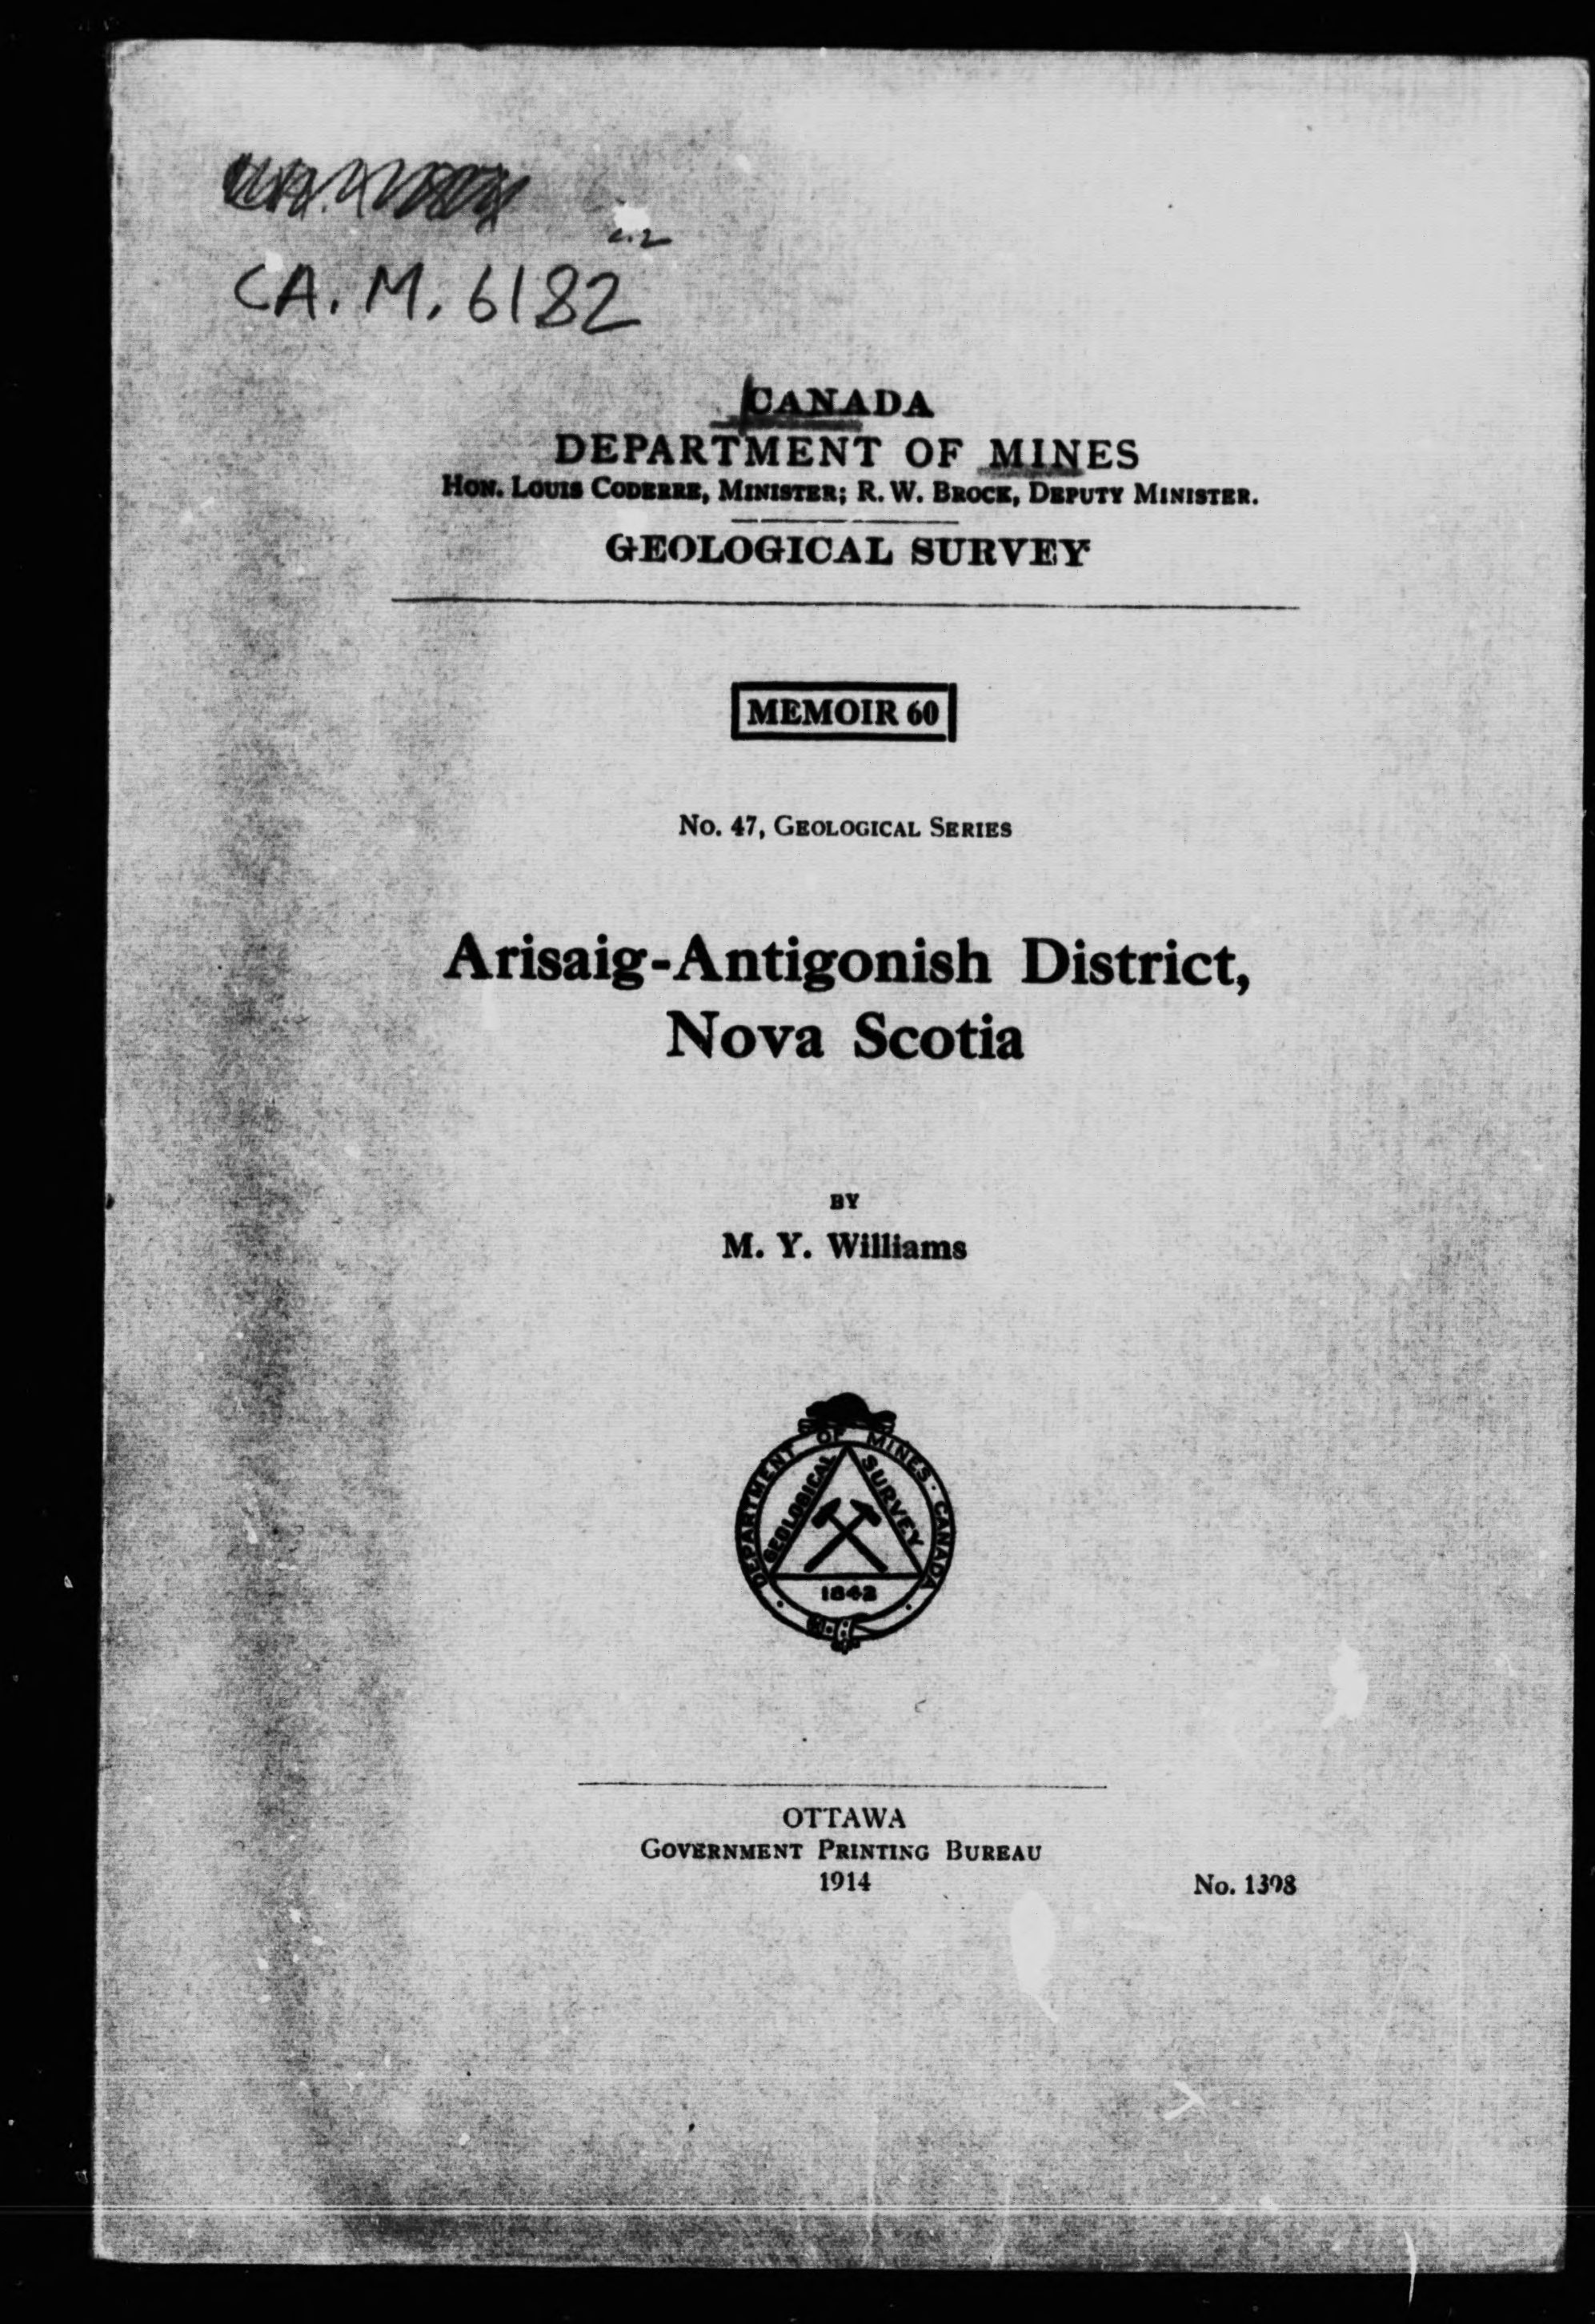 c.2
CA. M. 6182
CANADA
DEPARTMENT OF MINES
HON. LOUIS CODERRE, MINISTER; R. W. BROCK, DEPUTY MINISTER.
GEOLOGICAL SURVEY
MEMOIR 60
No. 47, GEOLOGICAL SERIES
Arisaig-Antigonish District,
Nova Scotia
BY
M. Y. Williams
DEPARTMENT OF MINES · CANADA
GEOLOGICAL SURVEY
1842
OTTAWA
GOVERNMENT PRINTING BUREAU
1914
No. 1398